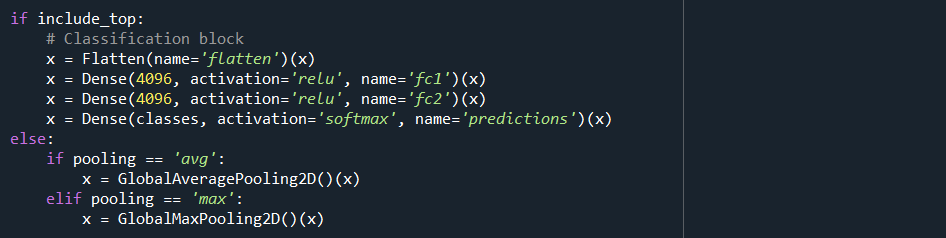 if include_top:
    # Classification block
    x = Flatten(name='flatten')(x)
    x = Dense(4096, activation='relu', name='fc1')(x)
    x = Dense(4096, activation='relu', name='fc2')(x)
    x = Dense(classes, activation='softmax', name='predictions')(x)
else:
    if pooling == 'avg':
        x = GlobalAveragePooling2D()(x)
    elif pooling == 'max':
        x = GlobalMaxPooling2D()(x)